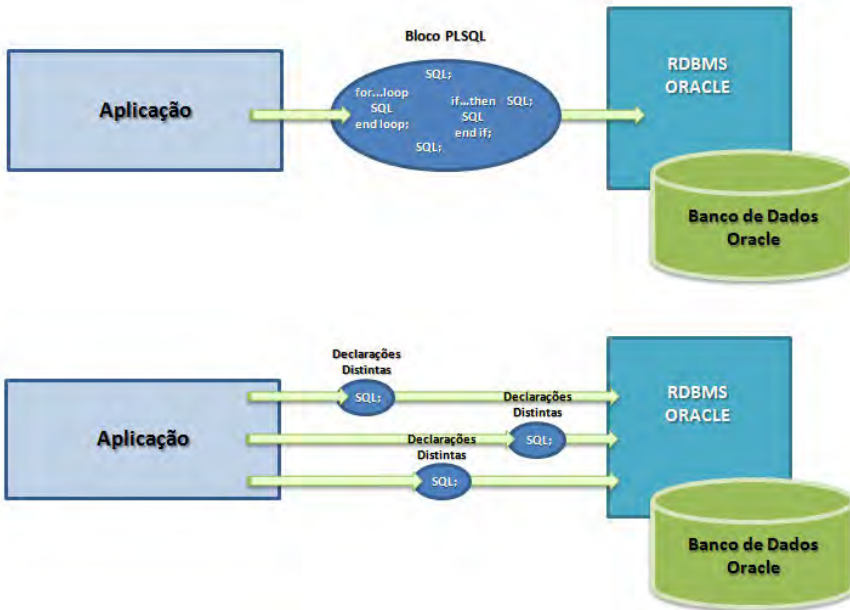 Bloco PLSQL
Aplicação
SQL;
for...loop
SQL
end loop;
if...then SQL;
SQL
end if;
SQL;
RDBMS
ORACLE
Banco de Dados
Oracle
Aplicação
Declarações
Distintas
SQL;
Declarações
Distintas
SQL;
Declarações
Distintas
SQL;
RDBMS
ORACLE
Banco de Dados
Oracle